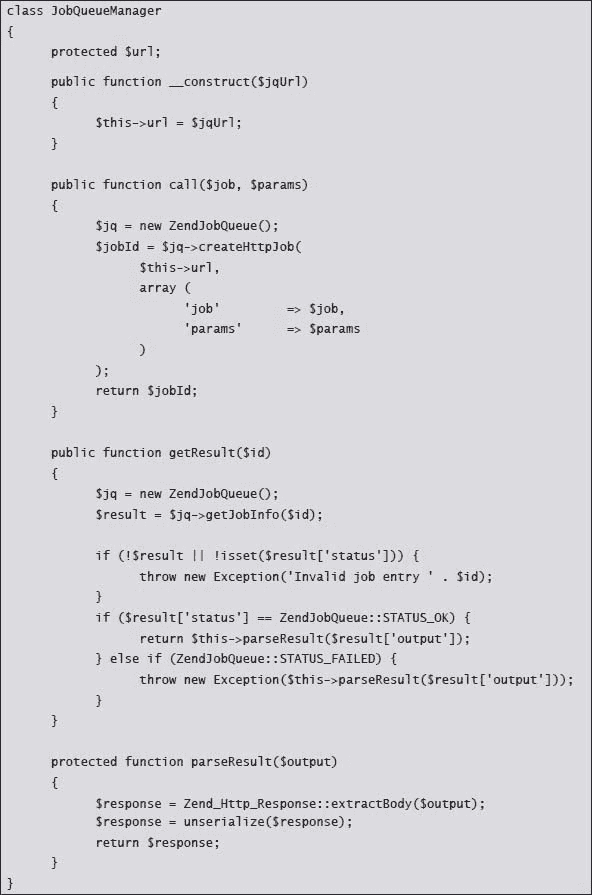 class JobQueueManager
{
protected $url;
public function __construct($jqUrl)
{
$this->url = $jqUrl;
}
public function call($job, $params)
{
$jq = new ZendJobQueue();
$jobId = $jq->createHttpJob(
$this->url,
array (
'job' => $job,
'params' => $params
)
);
return $jobId;
}
public function getResult($id)
{
$jq = new ZendJobQueue();
$result = $jq->getJobInfo($id);
if (!$result || !isset($result['status'])) {
throw new Exception('Invalid job entry ' . $id);
}
if ($result['status'] == ZendJobQueue::STATUS_OK) {
return $this->parseResult($result['output']);
} else if (ZendJobQueue::STATUS_FAILED) {
throw new Exception($this->parseResult($result['output']));
}
}
protected function parseResult($output)
{
$response = Zend_Http_Response::extractBody($output);
$response = unserialize($response);
return $response;
}
}